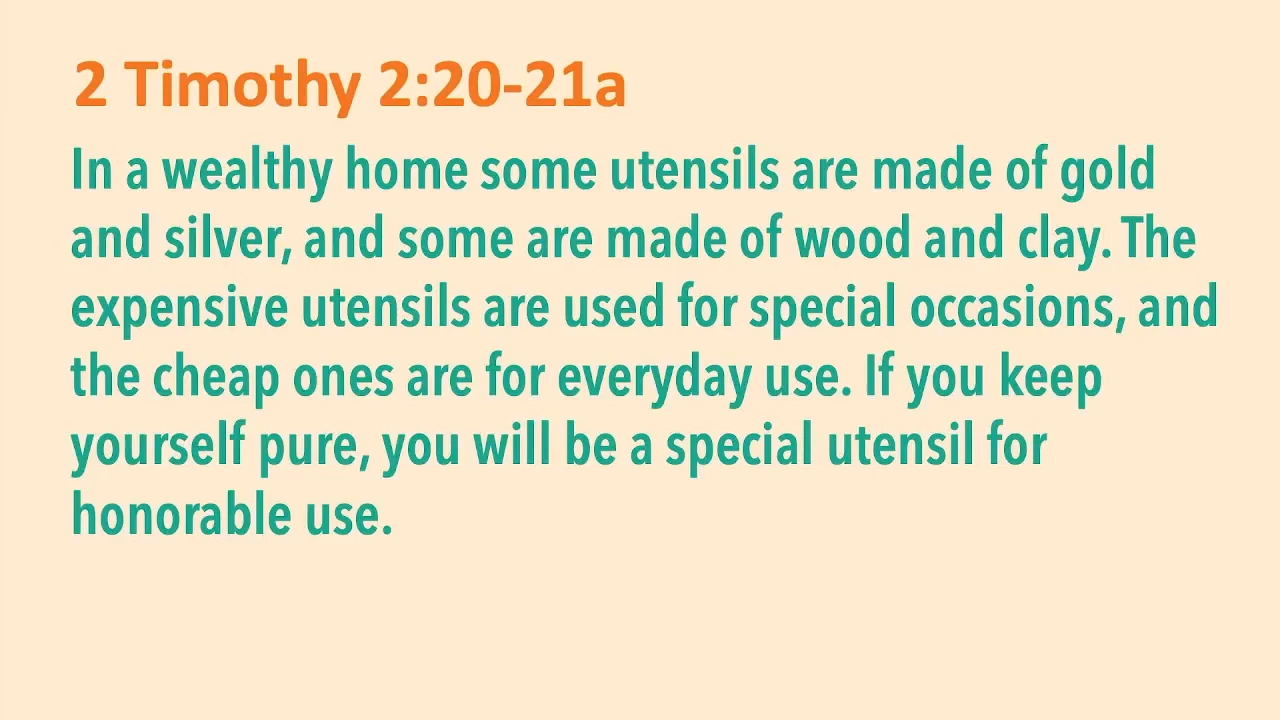 2 Timothy 2:20-21a
In a wealthy home some utensils are made of gold
and silver, and some are made of wood and clay. The
expensive utensils are used for special occasions, and
the cheap ones are for everyday use. If you keep
yourself pure, you will be a special utensil for
honorable use.